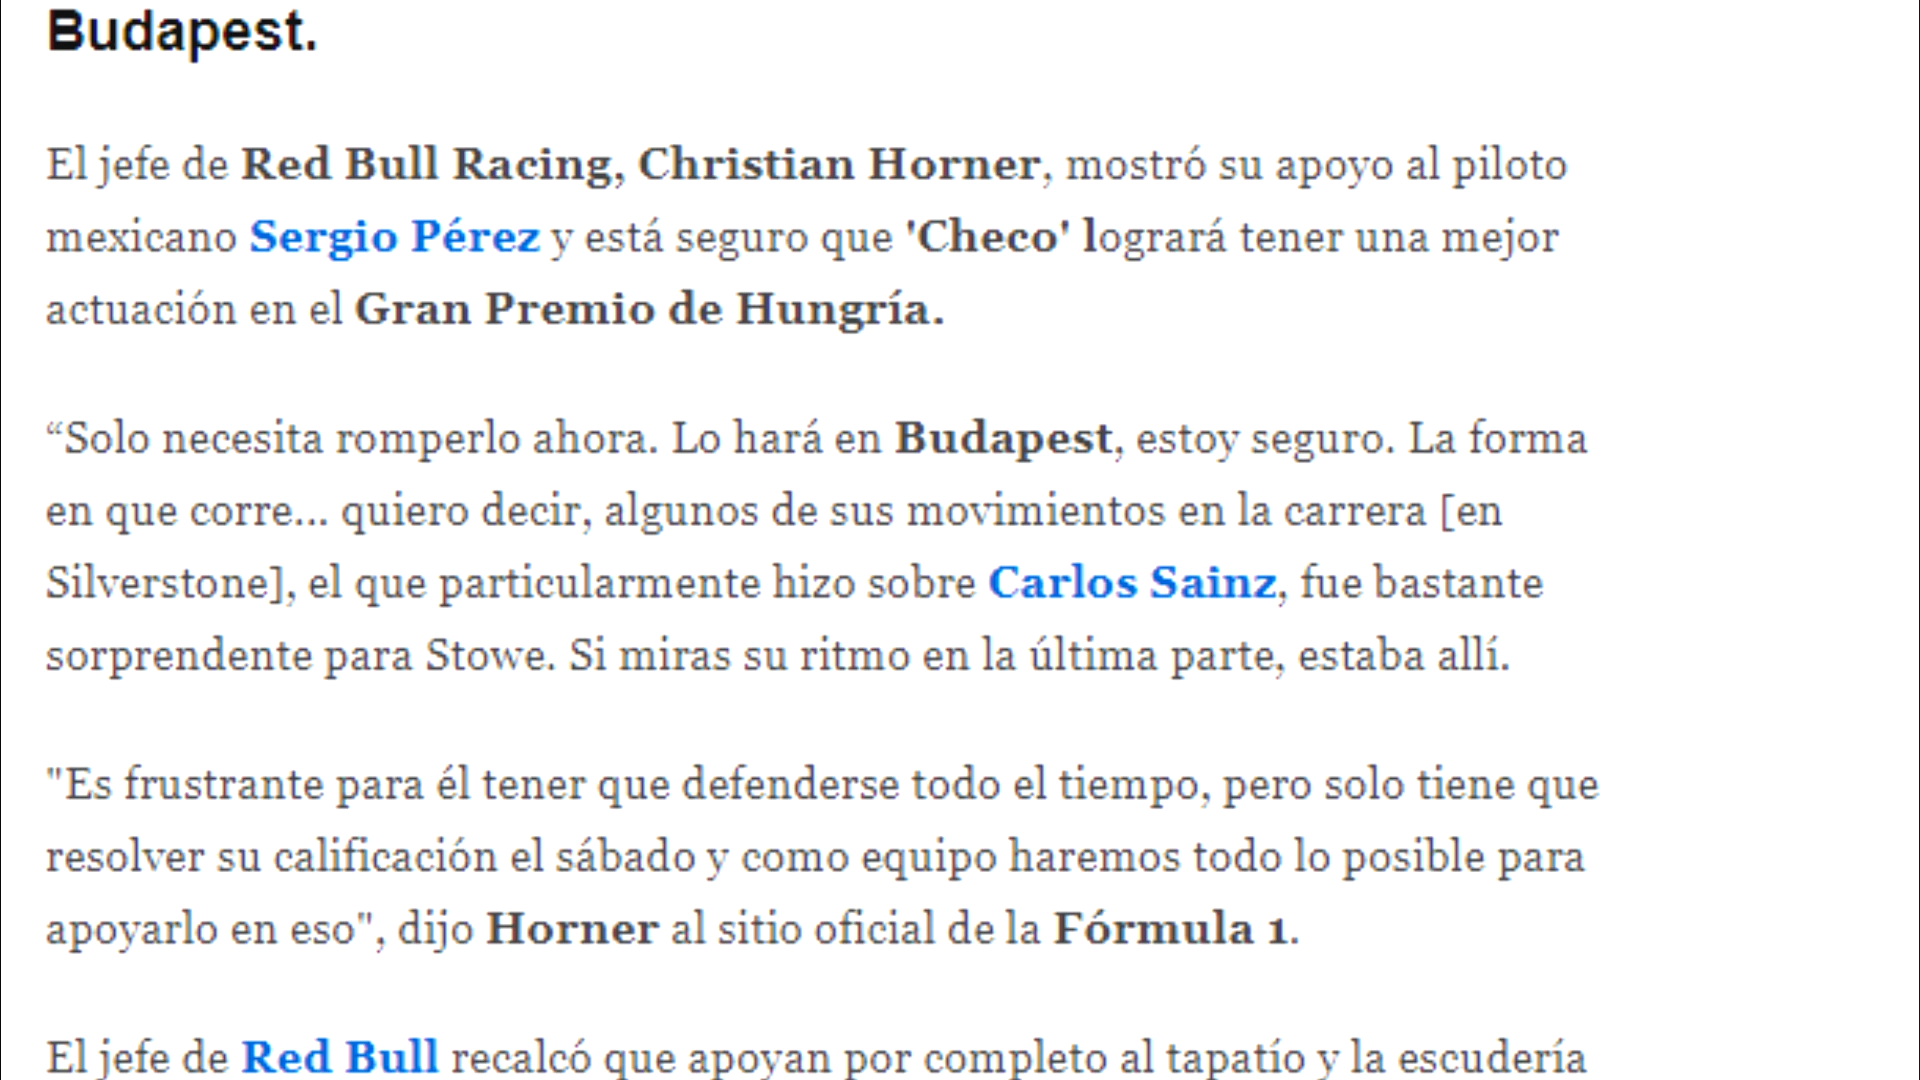 Budapest.
El jefe de Red Bull Racing, Christian Horner, mostró su apoyo al piloto
mexicano Sergio Pérez y está seguro que 'Checo' logrará tener una mejor
actuación en el Gran Premio de Hungría.
“Solo necesita romperlo ahora. Lo hará en Budapest, estoy seguro. La forma
en que corre... quiero decir, algunos de sus movimientos en la carrera [en
Silverstone], el que particularmente hizo sobre Carlos Sainz, fue bastante
sorprendente para Stowe. Si miras su ritmo en la última parte, estaba allí.
"Es frustrante para él tener que defenderse todo el tiempo, pero solo tiene que
resolver su calificación el sábado y como equipo haremos todo lo posible para
apoyarlo en eso", dijo Horner al sitio oficial de la Fórmula 1.
El jefe de Red Bull recalcó que apoyan por completo al tapatío y la escudería